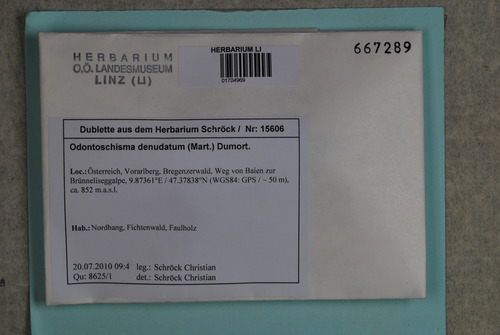 HERBARIUM
O.Ö. LANDESMUSEUM
LINZ (LI)
HERBARIUM LI
01704969
667289
Dublette aus dem Herbarium Schröck / Nr: 15606
Odontoschisma denudatum (Mart.) Dumort.
Loc.: Österreich, Vorarlberg, Bregenzerwald, Weg von Baien zur
Brünneliseggalpe, 9.87361°E / 47.37838°N (WGS84: GPS / ~ 50 m),
ca. 852 m.a.s.l.
Hab.: Nordhang, Fichtenwald, Faulholz
20.07.2010 09:4 leg.: Schröck Christian
Qu: 8625/1 det.: Schröck Christian